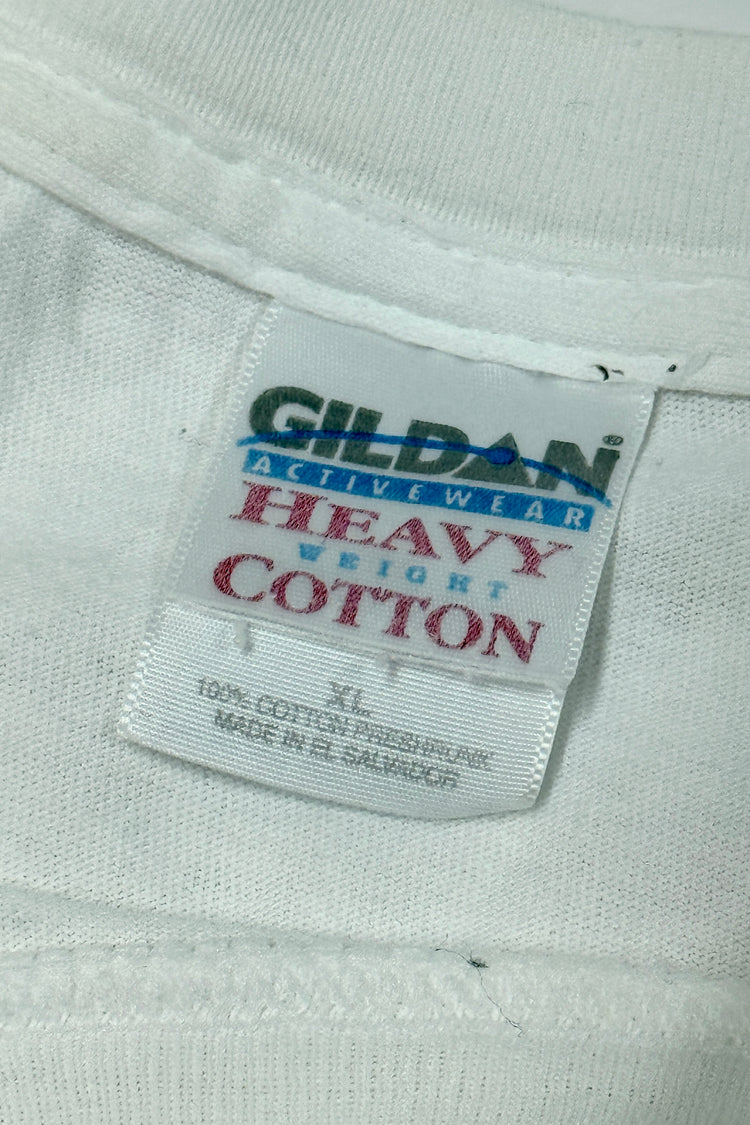 GILDAN®
ACTIVEWEAR
HEAVY
WEIGHT
COTTON
XL
100% COTTON PRESHRUNK
MADE IN EL SALVADOR